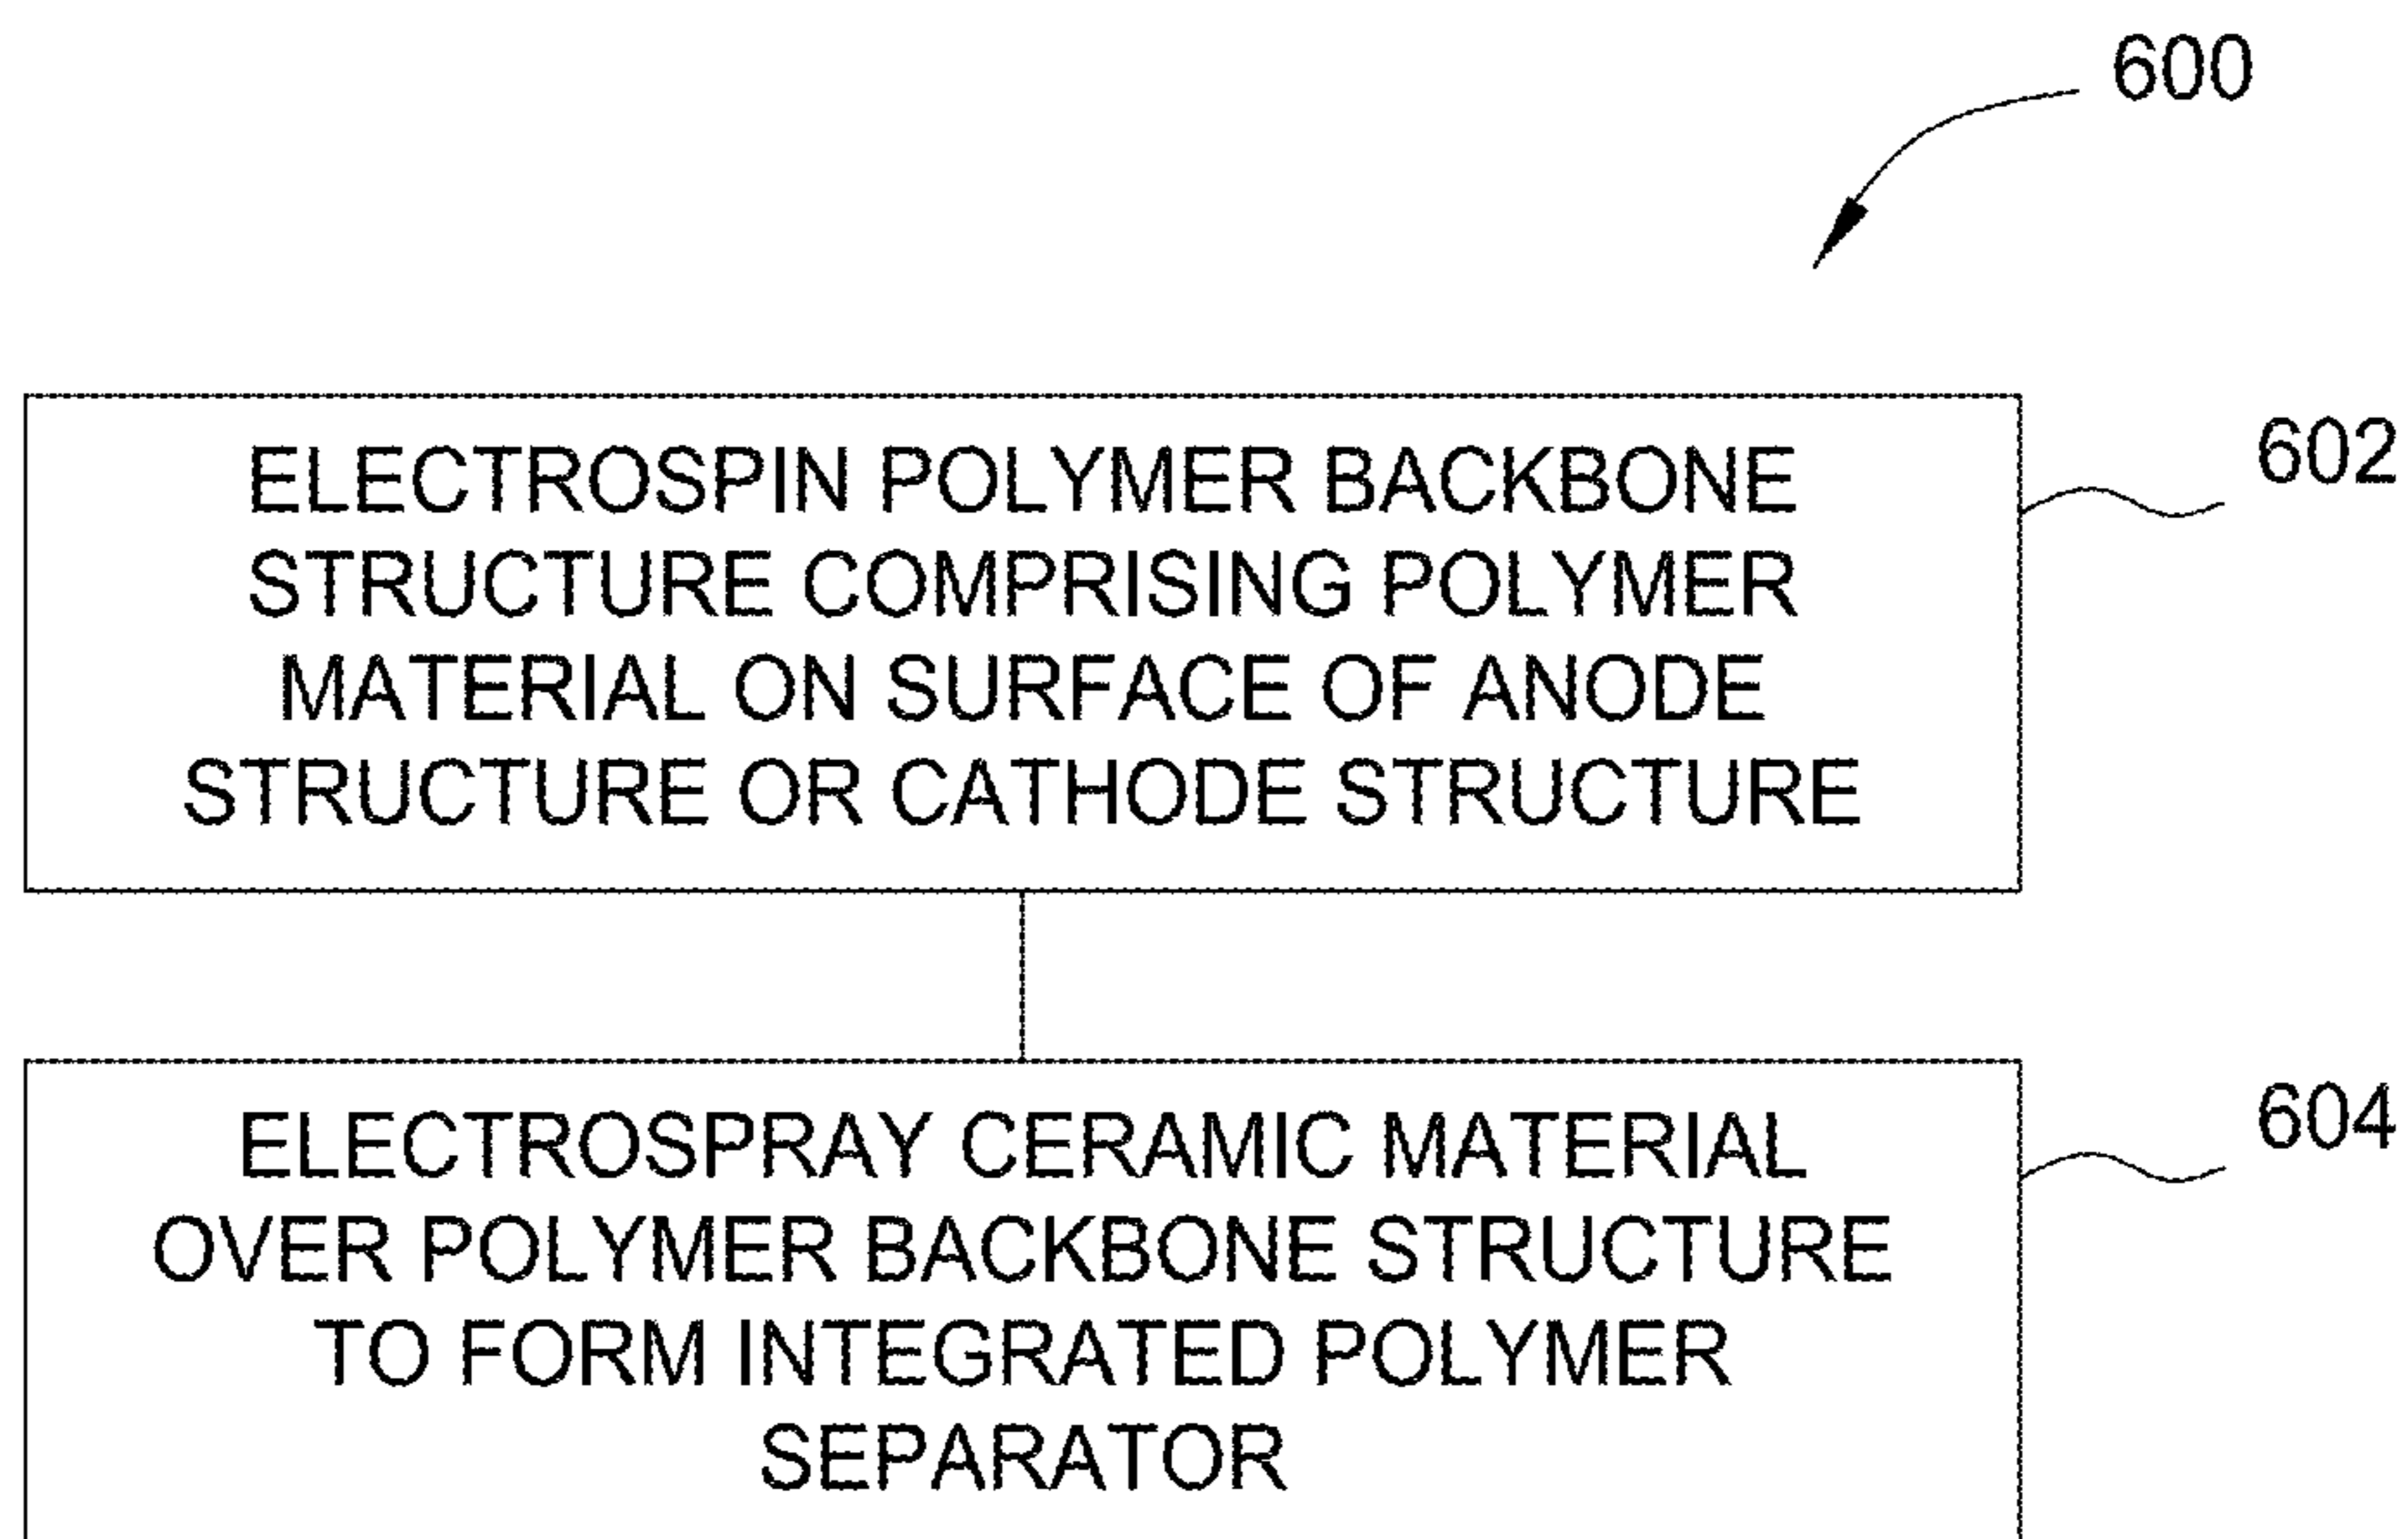 600
ELECTROSPIN POLYMER BACKBONE
STRUCTURE COMPRISING POLYMER
MATERIAL ON SURFACE OF ANODE
STRUCTURE OR CATHODE STRUCTURE
602
ELECTROSPRAY CERAMIC MATERIAL
OVER POLYMER BACKBONE STRUCTURE
TO FORM INTEGRATED POLYMER
SEPARATOR
604